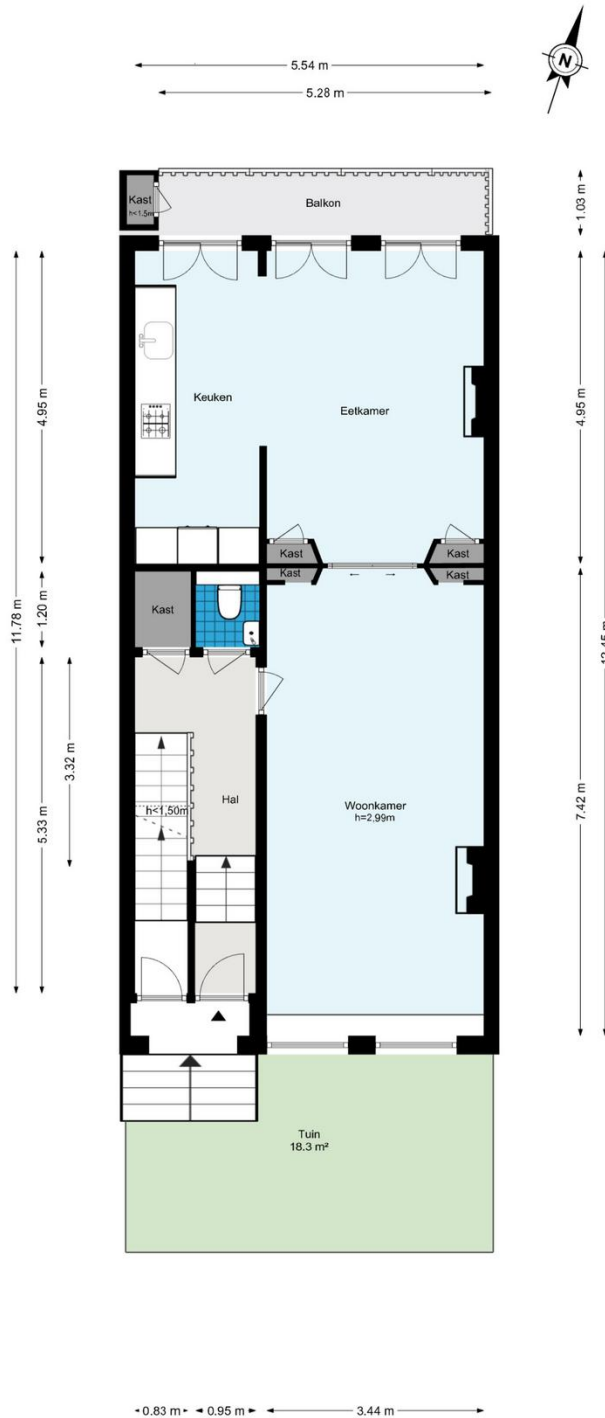 N
5.54 m
5.28 m
Kast
h<1.5m
Balkon
1.03 m
4.95 m
Keuken
Eetkamer
4.95 m
Kast
Kast
Kast
Kast
11.78 m
1.20 m
Kast
3.32 m
5.33 m
h<1,50m
Hal
Woonkamer
h=2,99m
7.42 m
Tuin
18.3 m²
0.83 m
0.95 m
3.44 m